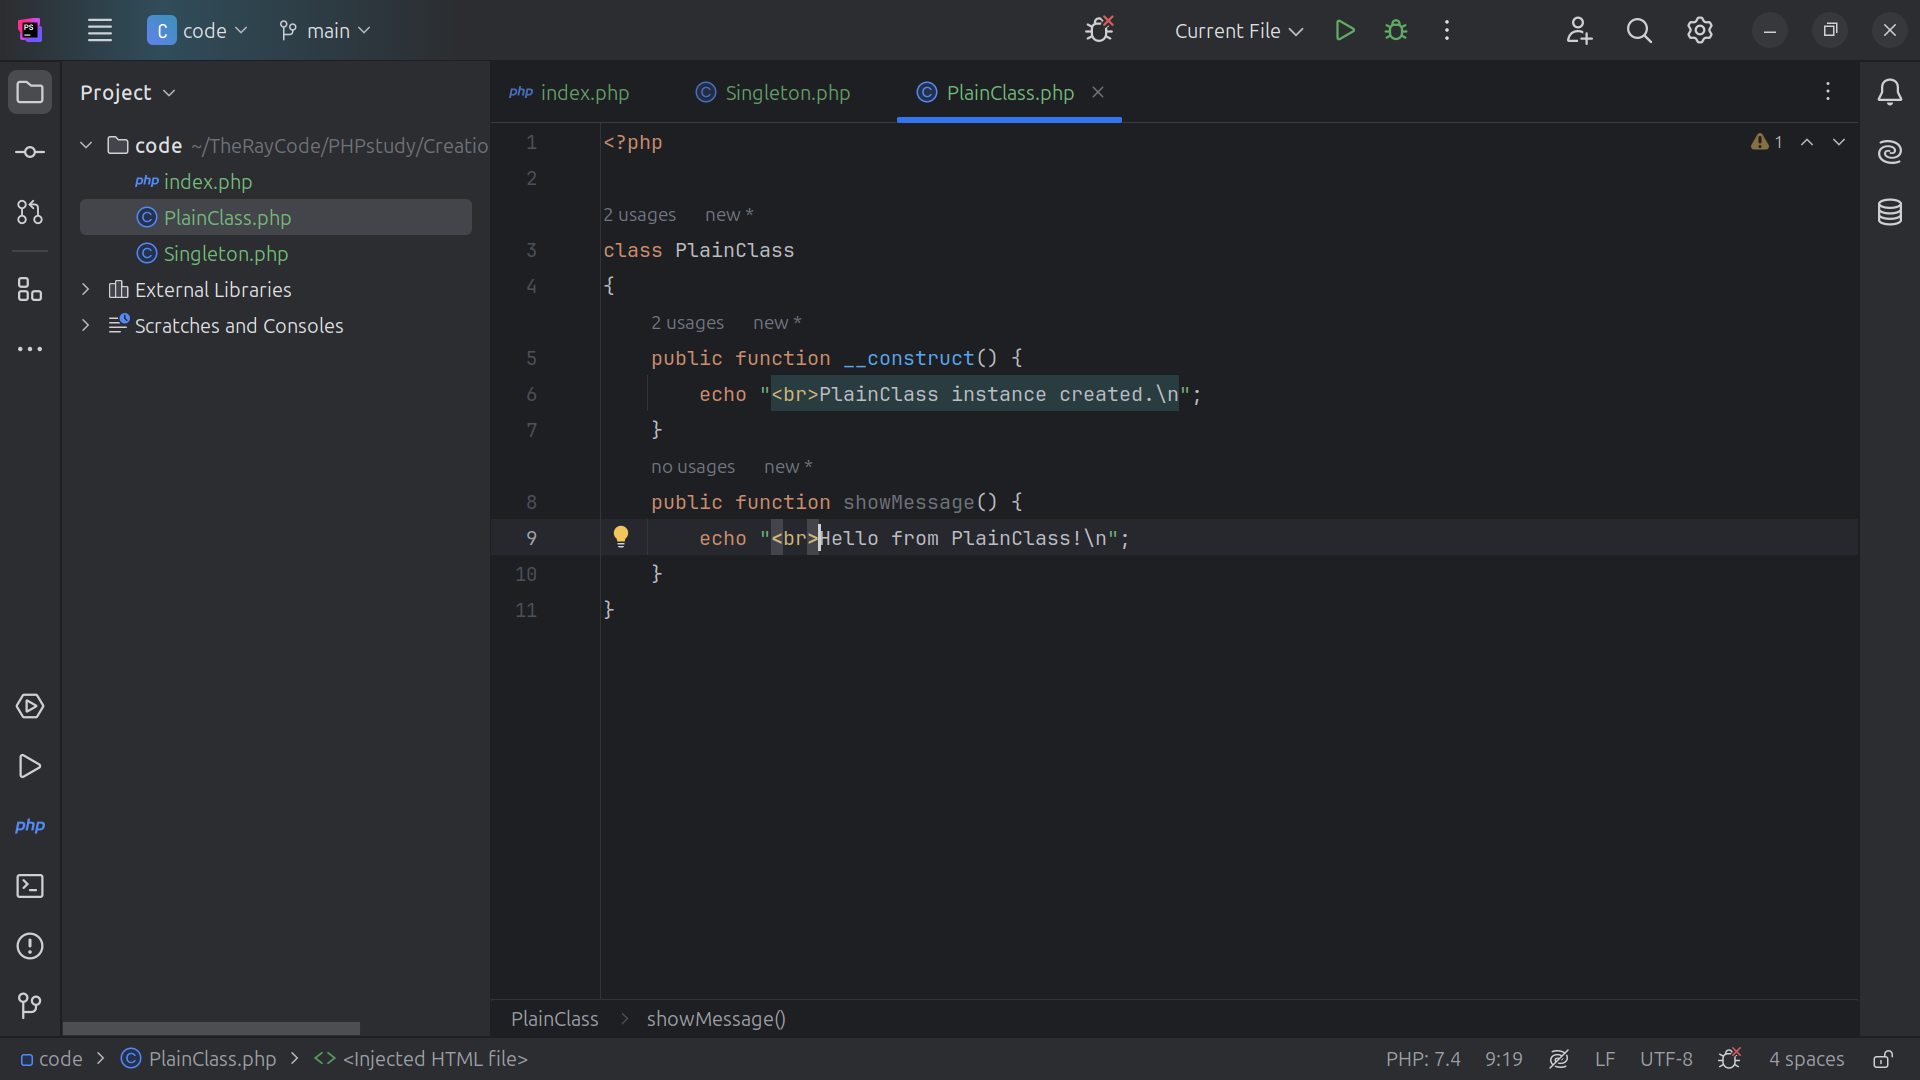 PS
C code
main
Current File
Project
code ~/TheRayCode/PHPstudy/Creatio
php index.php
C PlainClass.php
C Singleton.php
External Libraries
Scratches and Consoles
php
php index.php
C Singleton.php
C PlainClass.php
1
1 <?php
2
2 usages new *
3 class PlainClass
4 {
2 usages new *
5 public function __construct() {
6 echo "<br>PlainClass instance created.\n";
7 }
no usages new *
8 public function showMessage() {
9 echo "<br>Hello from PlainClass!\n";
10 }
11 }
PlainClass > showMessage()
code > C PlainClass.php > <> <Injected HTML file>
PHP: 7.4 9:19 LF UTF-8 4 spaces